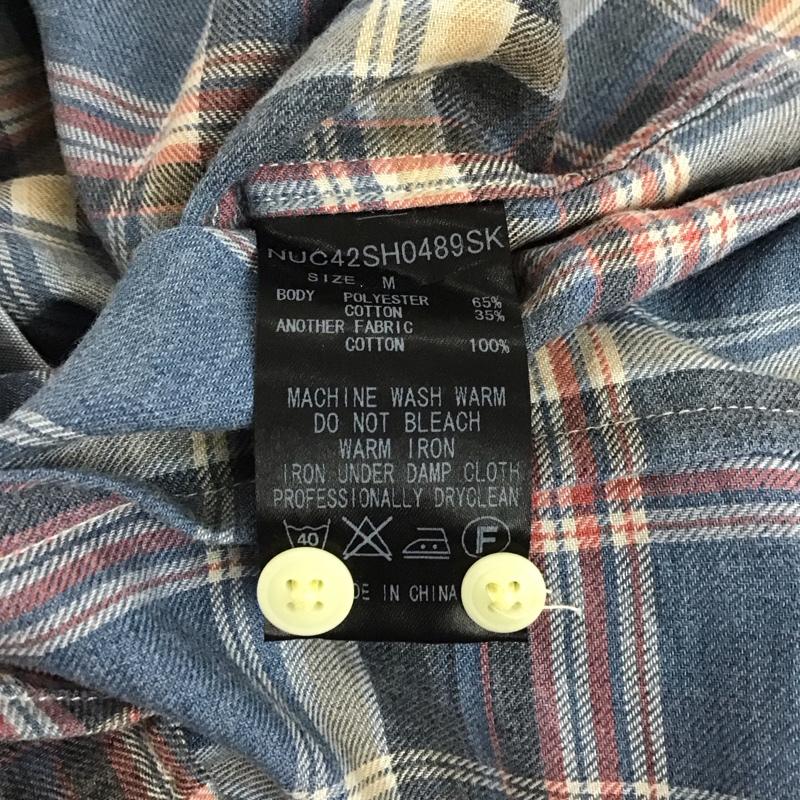 NUC42SH0489SK
SIZE. M
BODY POLYESTER 65%
COTTON 35%
ANOTHER FABRIC
COTTON 100%
MACHINE WASH WARM
DO NOT BLEACH
WARM IRON
IRON UNDER DAMP CLOTH
PROFESSIONALLY DRYCLEAN
40 F
DE IN CHINA